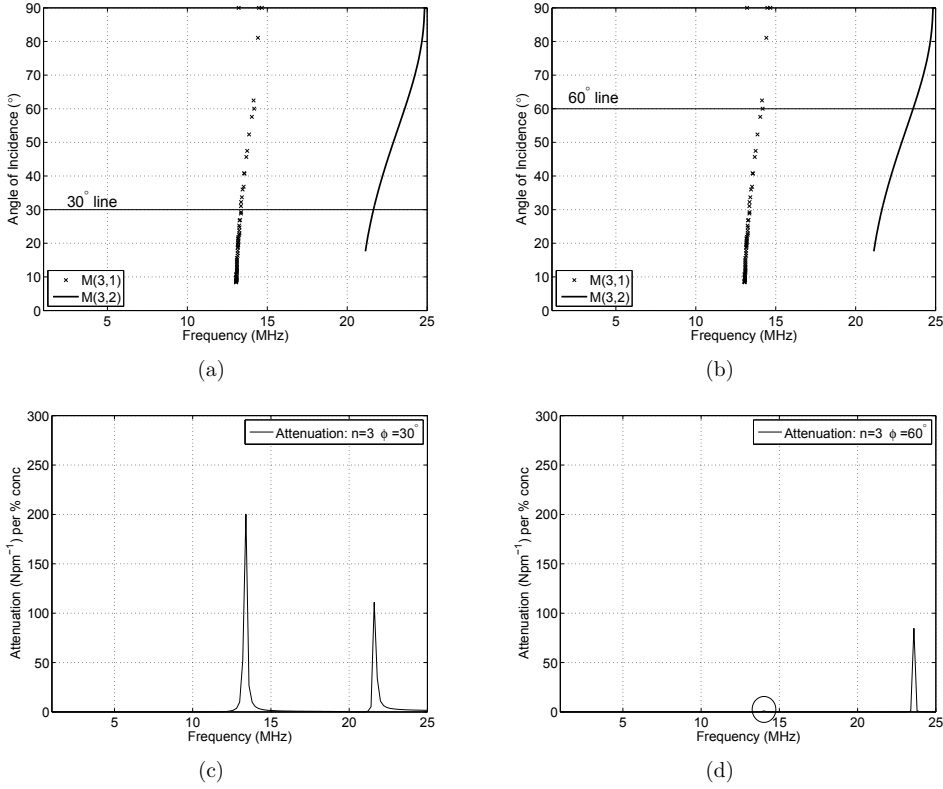 90
80
70
60
50
40
30
20
10
0
Angle of Incidence (°)
30° line
× M(3,1)
M(3,2)
5 10 15 20 25
Frequency (MHz)
(a)
90
80
70
60
50
40
30
20
10
0
Angle of Incidence (°)
60° line
× M(3,1)
M(3,2)
5 10 15 20 25
Frequency (MHz)
(b)
300
250
200
150
100
50
0
Attenuation (Npm⁻¹) per % conc
Attenuation: n=3 ϕ =30°
5 10 15 20 25
Frequency (MHz)
(c)
300
250
200
150
100
50
0
Attenuation (Npm⁻¹) per % conc
Attenuation: n=3 ϕ =60°
5 10 15 20 25
Frequency (MHz)
(d)